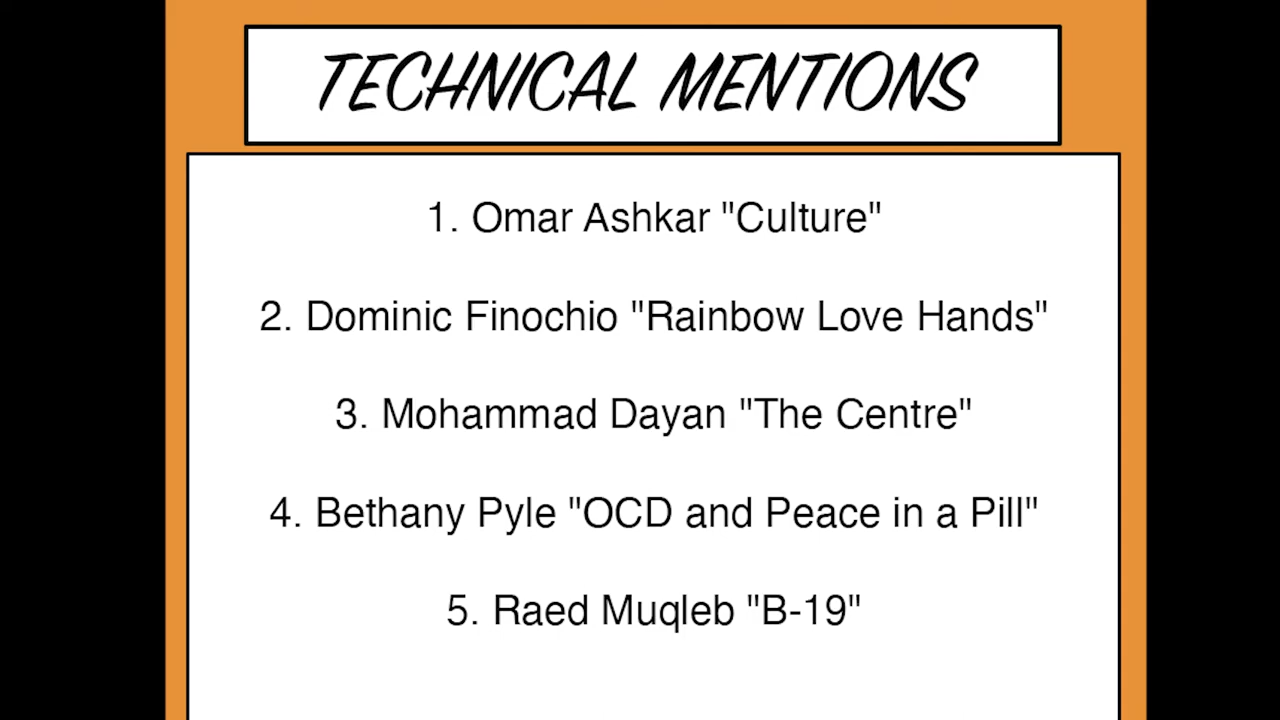 TECHNICAL MENTIONS
1. Omar Ashkar "Culture"
2. Dominic Finochio "Rainbow Love Hands"
3. Mohammad Dayan "The Centre"
4. Bethany Pyle "OCD and Peace in a Pill"
5. Raed Muqleb "B-19"